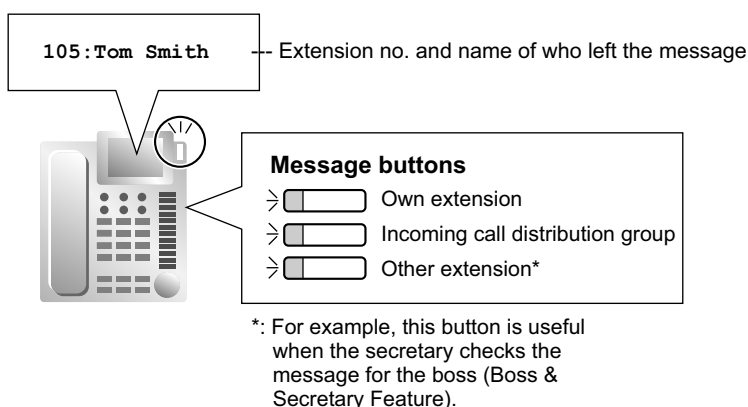 105:Tom Smith --- Extension no. and name of who left the message
Message buttons
Own extension
Incoming call distribution group
Other extension*
*: For example, this button is useful
when the secretary checks the
message for the boss (Boss &
Secretary Feature).